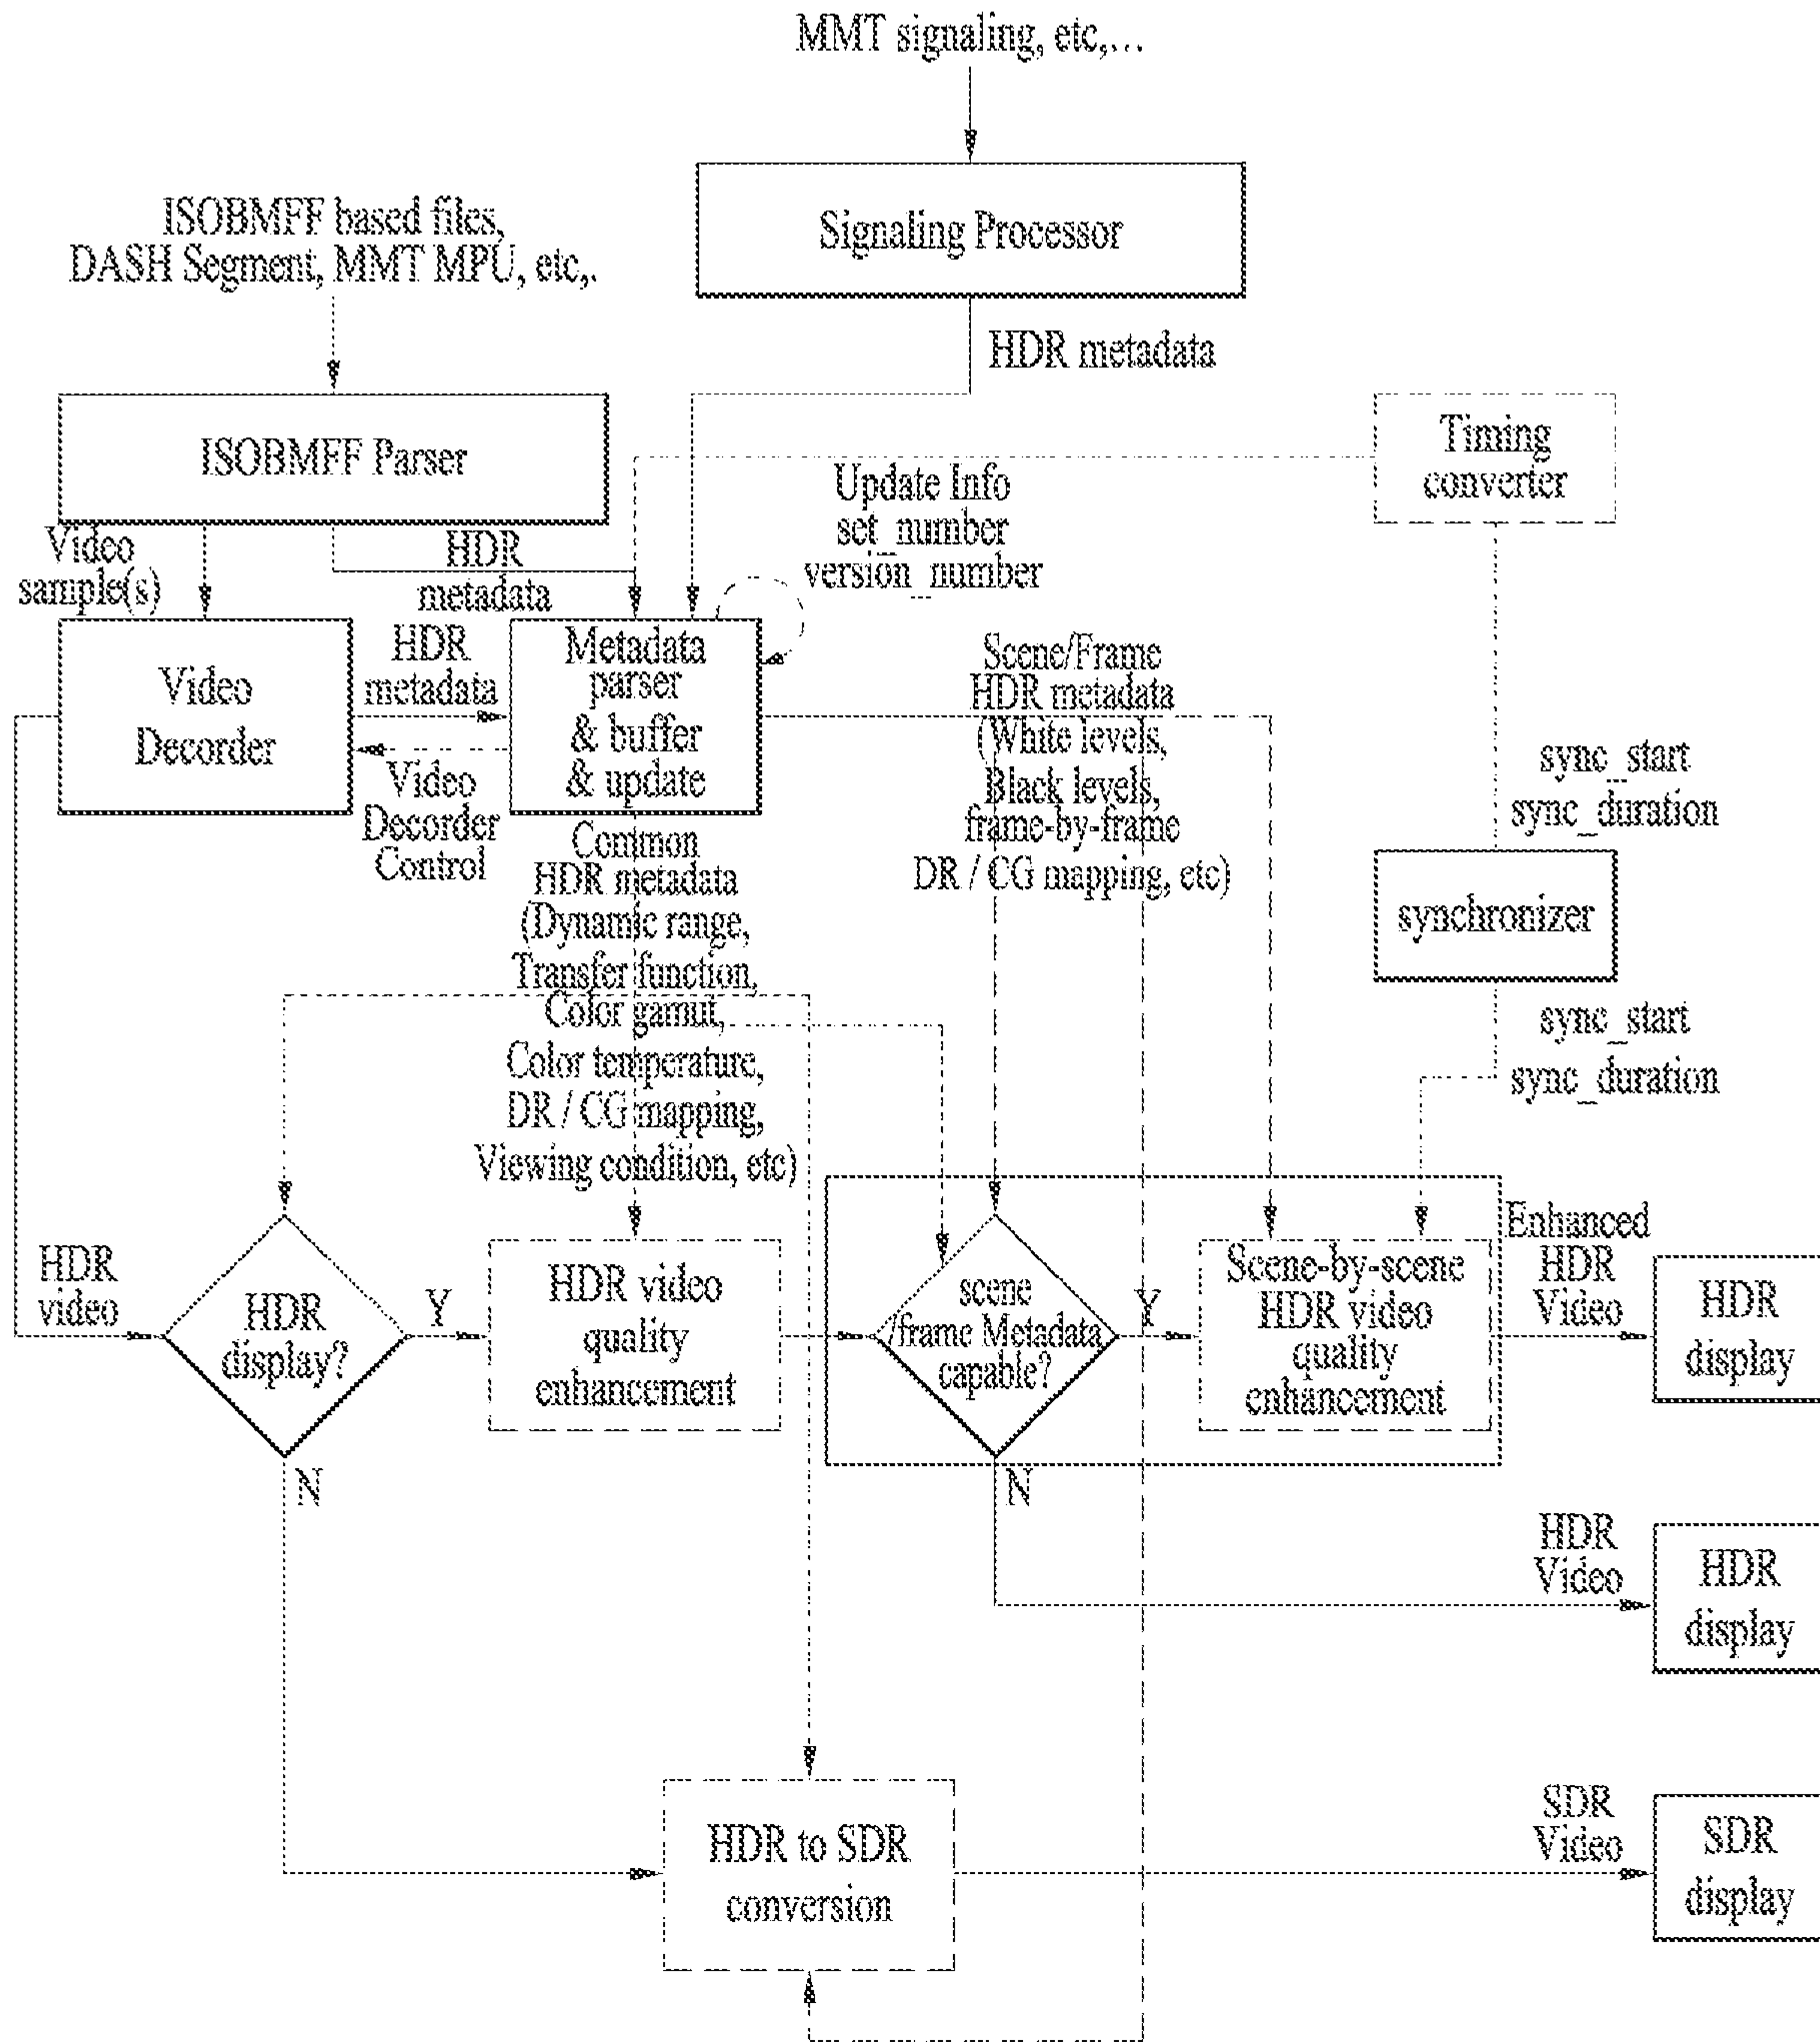 MMT signaling, etc,...
Signaling Processor
HDR metadata
ISOBMFF based files,
DASH Segment, MMT MPU, etc,.
ISOBMFF Parser
Timing
converter
Update Info
set_number
version_number
Video
sample(s)
HDR
metadata
Video
Decorder
HDR
metadata
Video
Decorder
Control
Metadata
parser
& buffer
& update
Scene/Frame
HDR metadata
(White levels,
Black levels,
frame-by-frame
DR / CG mapping, etc)
sync_start
sync_duration
synchronizer
sync_start
sync_duration
Common
HDR metadata
(Dynamic range,
Transfer function,
Color gamut,
Color temperature,
DR / CG mapping,
Viewing condition, etc)
HDR
video
HDR
display?
Y
N
HDR video
quality
enhancement
scene
/frame Metadata
capable?
Y
N
Scene-by-scene
HDR video
quality
enhancement
Enhanced
HDR
Video
HDR
display
HDR
Video
HDR
display
HDR to SDR
conversion
SDR
Video
SDR
display